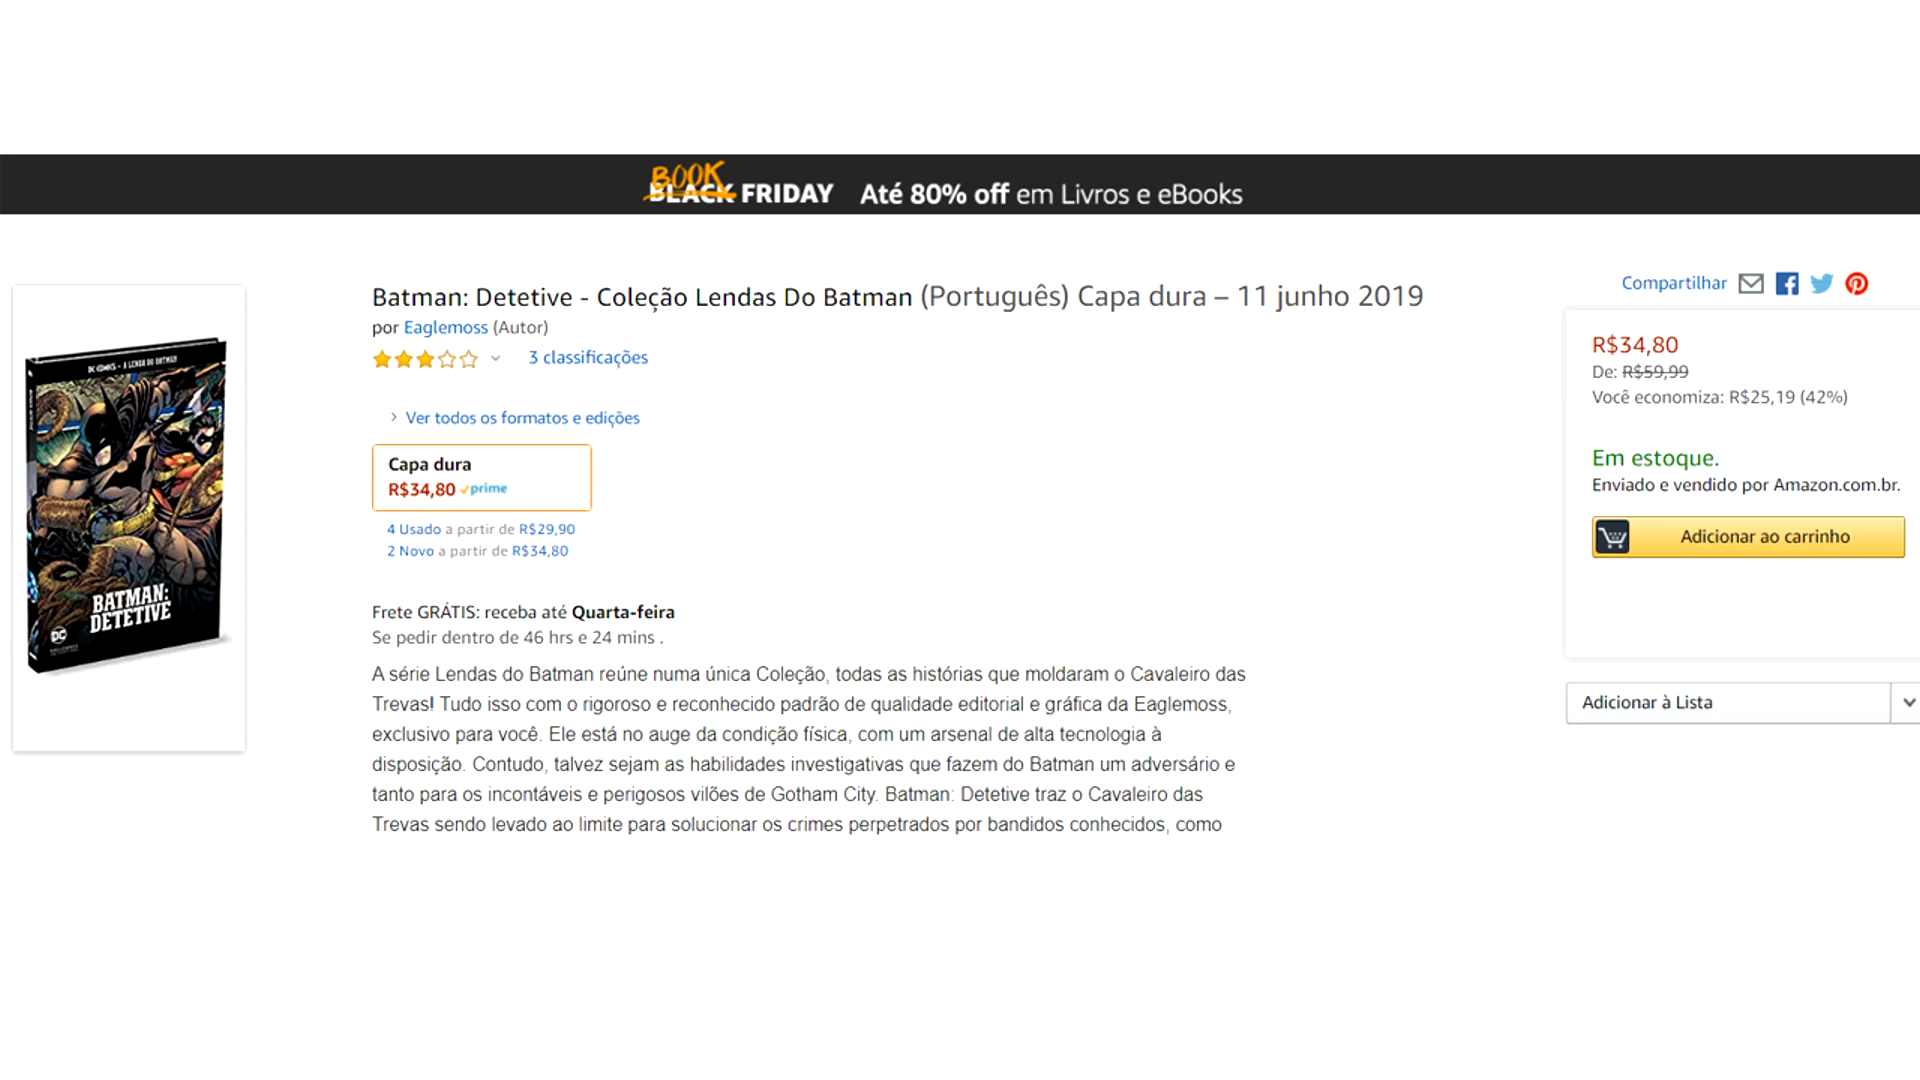 BOOK
BLACK FRIDAY Até 80% off em Livros e eBooks
Compartilhar
Batman: Detetive - Coleção Lendas Do Batman (Português) Capa dura – 11 junho 2019
por Eaglemoss (Autor)
3 classificações
Ver todos os formatos e edições
Capa dura
R$34,80 prime
4 Usado a partir de R$29,90
2 Novo a partir de R$34,80
Frete GRÁTIS: receba até Quarta-feira
Se pedir dentro de 46 hrs e 24 mins .
A série Lendas do Batman reúne numa única Coleção, todas as histórias que moldaram o Cavaleiro das
Trevas! Tudo isso com o rigoroso e reconhecido padrão de qualidade editorial e gráfica da Eaglemoss,
exclusivo para você. Ele está no auge da condição física, com um arsenal de alta tecnologia à
disposição. Contudo, talvez sejam as habilidades investigativas que fazem do Batman um adversário e
tanto para os incontáveis e perigosos vilões de Gotham City. Batman: Detetive traz o Cavaleiro das
Trevas sendo levado ao limite para solucionar os crimes perpetrados por bandidos conhecidos, como
R$34,80
De: R$59,99
Você economiza: R$25,19 (42%)
Em estoque.
Enviado e vendido por Amazon.com.br.
Adicionar ao carrinho
Adicionar à Lista
DC COMICS - A LENDA DO BATMAN
BATMAN:
DETETIVE
DC